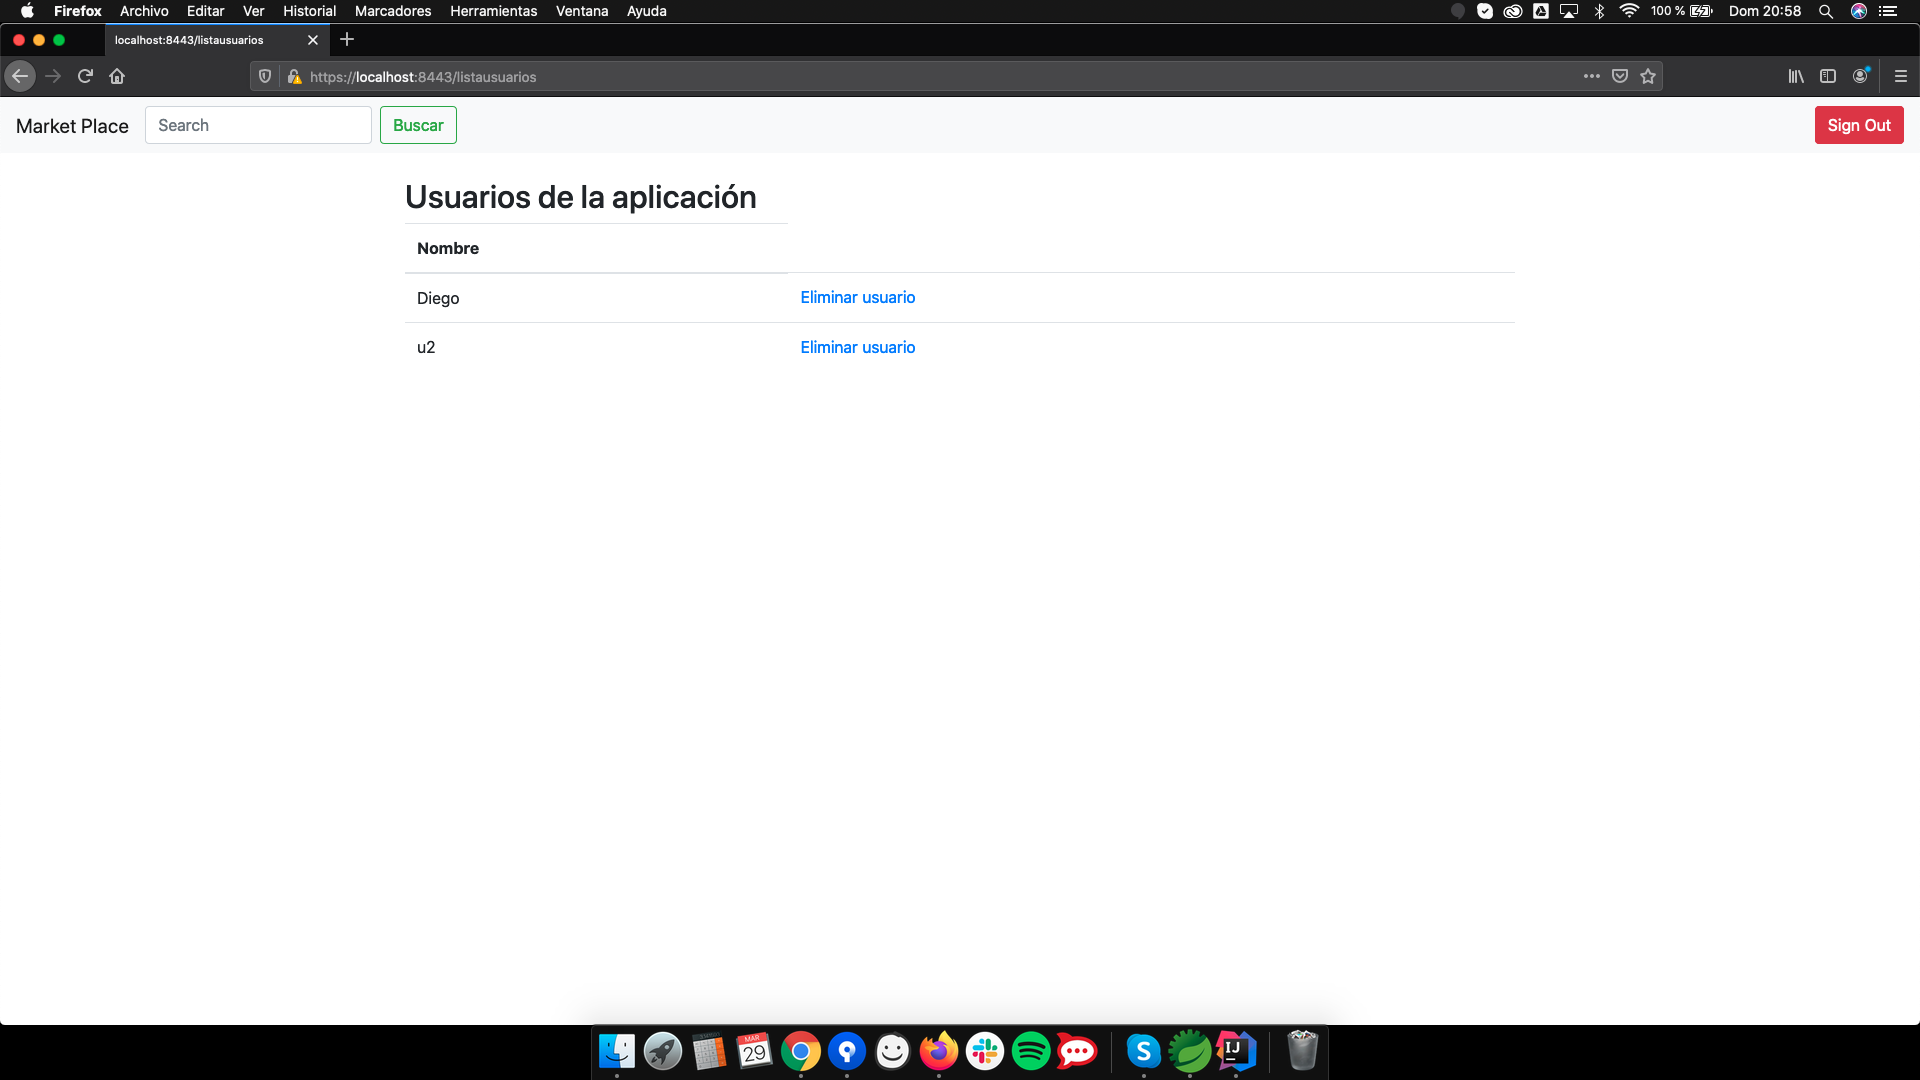 Firefox Archivo Editar Ver Historial Marcadores Herramientas Ventana Ayuda 100 % Dom 20:58
localhost:8443/listausuarios
https://localhost:8443/listausuarios
Market Place Search Buscar Sign Out
Usuarios de la aplicación
Nombre
Diego Eliminar usuario
u2 Eliminar usuario
MAR
29
S
IJ